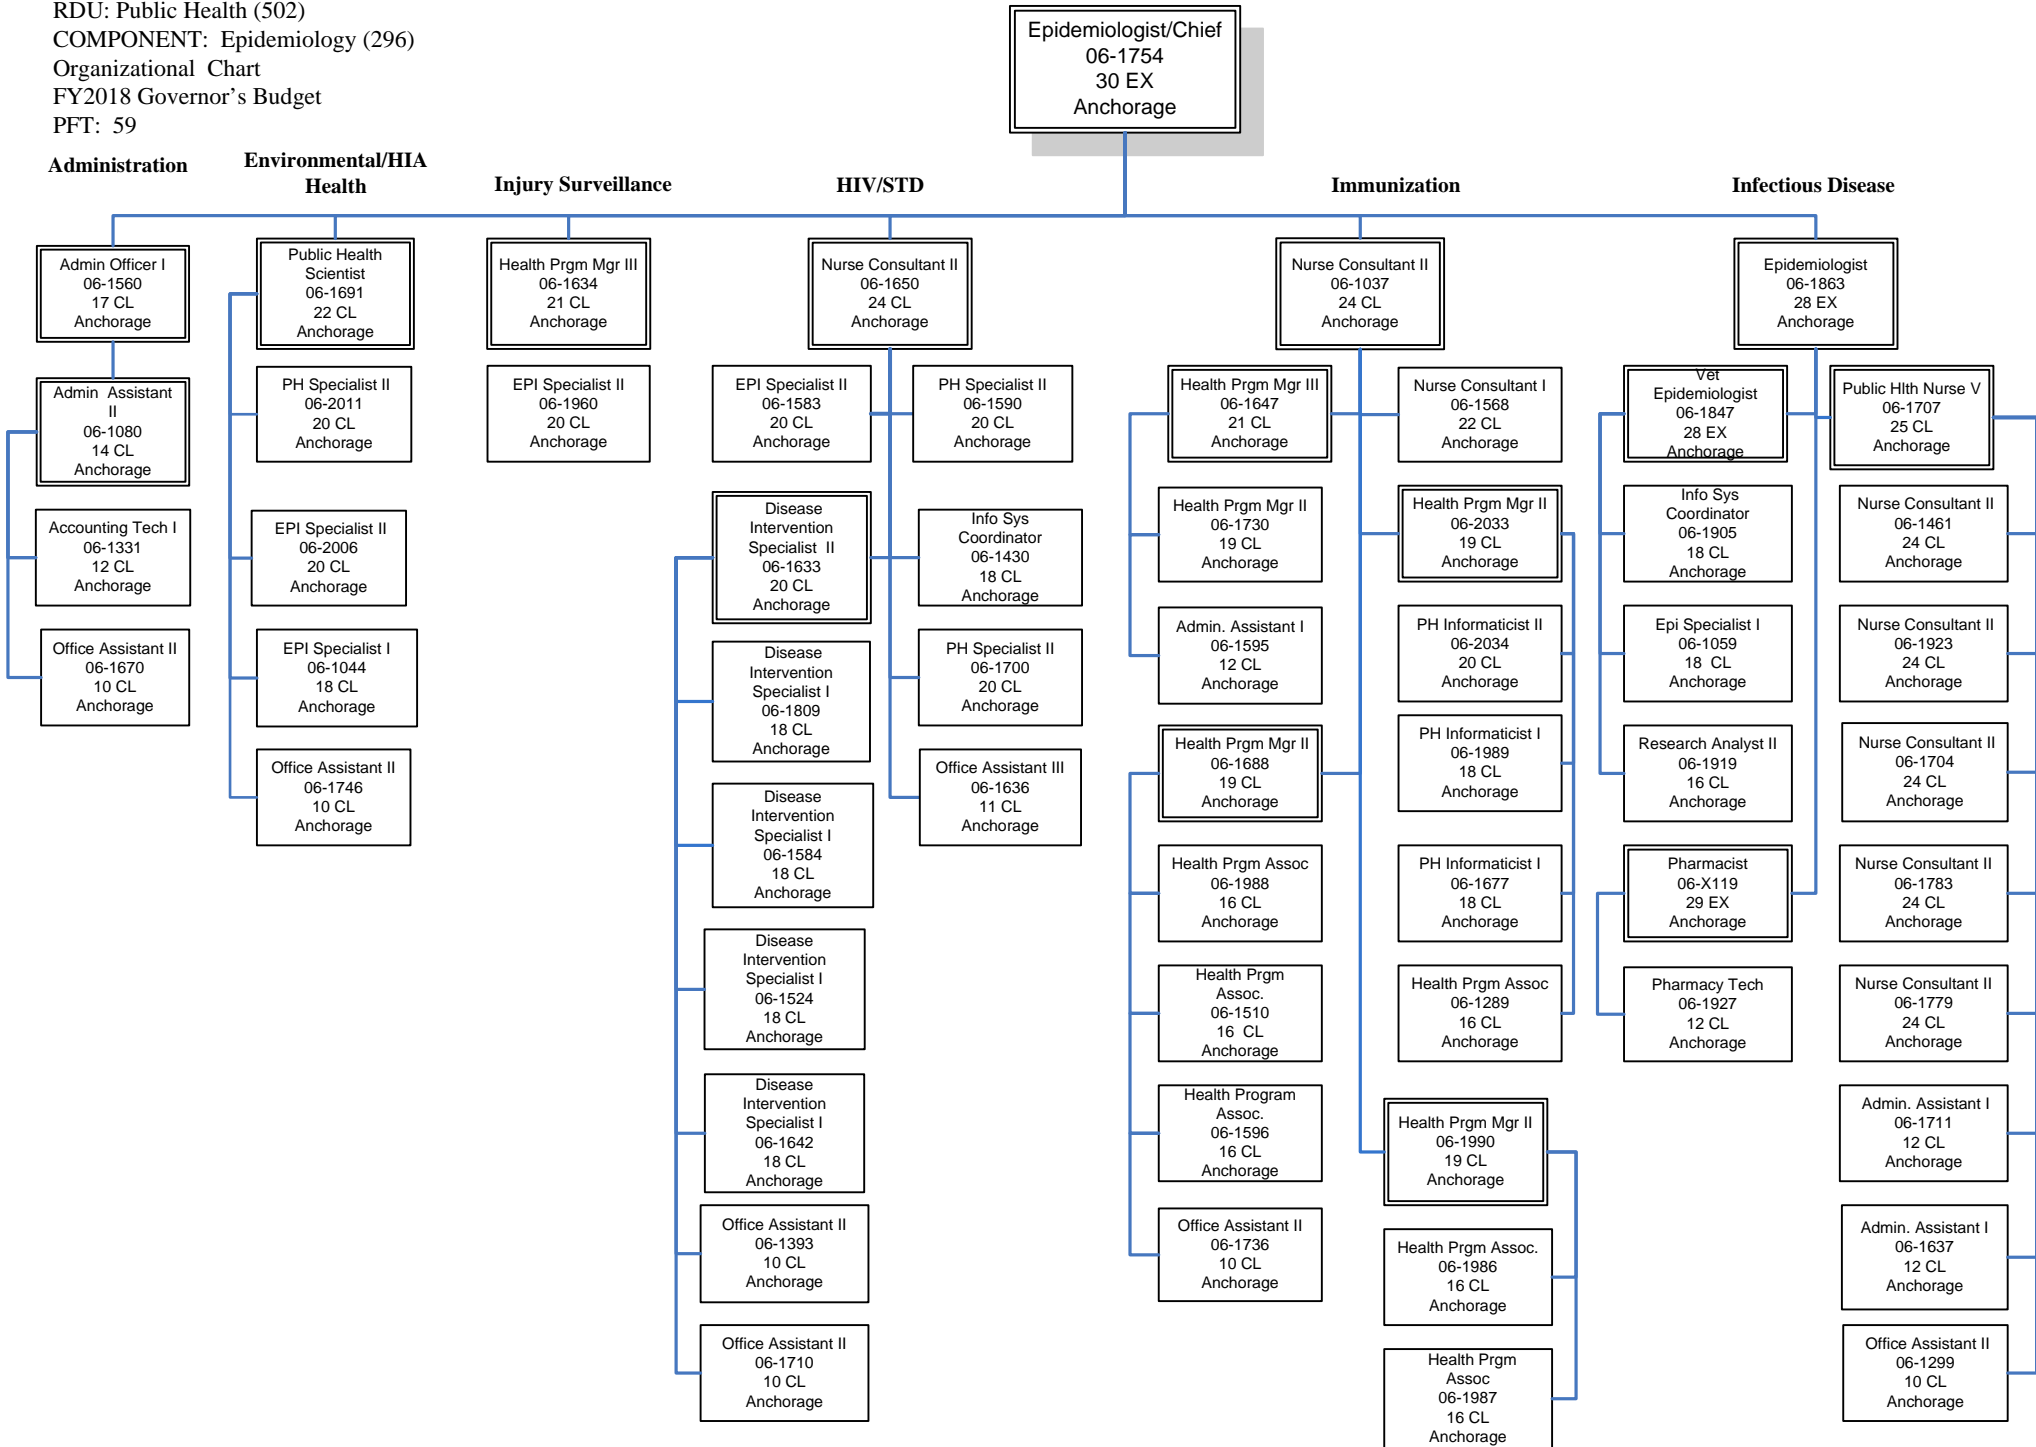 RDU: Public Health (502)
COMPONENT: Epidemiology (296)
Organizational Chart
FY2018 Governor's Budget
PFT: 59
Epidemiologist/Chief
06-1754
30 EX
Anchorage
Administration
Environmental/HIA
Health
Injury Surveillance
HIV/STD
Immunization
Infectious Disease
Admin Officer I
06-1560
17 CL
Anchorage
Admin Assistant
II
06-1080
14 CL
Anchorage
Accounting Tech I
06-1331
12 CL
Anchorage
Office Assistant II
06-1670
10 CL
Anchorage
Public Health
Scientist
06-1691
22 CL
Anchorage
PH Specialist II
06-2011
20 CL
Anchorage
EPI Specialist II
06-2006
20 CL
Anchorage
EPI Specialist I
06-1044
18 CL
Anchorage
Office Assistant II
06-1746
10 CL
Anchorage
Health Prgm Mgr III
06-1634
21 CL
Anchorage
EPI Specialist II
06-1960
20 CL
Anchorage
Nurse Consultant II
06-1650
24 CL
Anchorage
EPI Specialist II
06-1583
20 CL
Anchorage
PH Specialist II
06-1590
20 CL
Anchorage
Disease
Intervention
Specialist II
06-1633
20 CL
Anchorage
Info Sys
Coordinator
06-1430
18 CL
Anchorage
Disease
Intervention
Specialist I
06-1809
18 CL
Anchorage
PH Specialist II
06-1700
20 CL
Anchorage
Disease
Intervention
Specialist I
06-1584
18 CL
Anchorage
Office Assistant III
06-1636
11 CL
Anchorage
Disease
Intervention
Specialist I
06-1524
18 CL
Anchorage
Disease
Intervention
Specialist I
06-1642
18 CL
Anchorage
Office Assistant II
06-1393
10 CL
Anchorage
Office Assistant II
06-1710
10 CL
Anchorage
Nurse Consultant II
06-1037
24 CL
Anchorage
Health Prgm Mgr III
06-1647
21 CL
Anchorage
Health Prgm Mgr II
06-1730
19 CL
Anchorage
Admin. Assistant I
06-1595
12 CL
Anchorage
Health Prgm Mgr II
06-1688
19 CL
Anchorage
Health Prgm Assoc
06-1988
16 CL
Anchorage
Health Prgm
Assoc.
06-1510
16 CL
Anchorage
Health Program
Assoc.
06-1596
16 CL
Anchorage
Office Assistant II
06-1736
10 CL
Anchorage
Nurse Consultant I
06-1568
22 CL
Anchorage
Health Prgm Mgr II
06-2033
19 CL
Anchorage
PH Informaticist II
06-2034
20 CL
Anchorage
PH Informaticist I
06-1989
18 CL
Anchorage
PH Informaticist I
06-1677
18 CL
Anchorage
Health Prgm Assoc
06-1289
16 CL
Anchorage
Health Prgm Mgr II
06-1990
19 CL
Anchorage
Health Prgm Assoc.
06-1986
16 CL
Anchorage
Health Prgm
Assoc
06-1987
16 CL
Anchorage
Epidemiologist
06-1863
28 EX
Anchorage
Vet
Epidemiologist
06-1847
28 EX
Anchorage
Info Sys
Coordinator
06-1905
18 CL
Anchorage
Epi Specialist I
06-1059
18 CL
Anchorage
Research Analyst II
06-1919
16 CL
Anchorage
Pharmacist
06-X119
29 EX
Anchorage
Pharmacy Tech
06-1927
12 CL
Anchorage
Public Hlth Nurse V
06-1707
25 CL
Anchorage
Nurse Consultant II
06-1461
24 CL
Anchorage
Nurse Consultant II
06-1923
24 CL
Anchorage
Nurse Consultant II
06-1704
24 CL
Anchorage
Nurse Consultant II
06-1783
24 CL
Anchorage
Nurse Consultant II
06-1779
24 CL
Anchorage
Admin. Assistant I
06-1711
12 CL
Anchorage
Admin. Assistant I
06-1637
12 CL
Anchorage
Office Assistant II
06-1299
10 CL
Anchorage